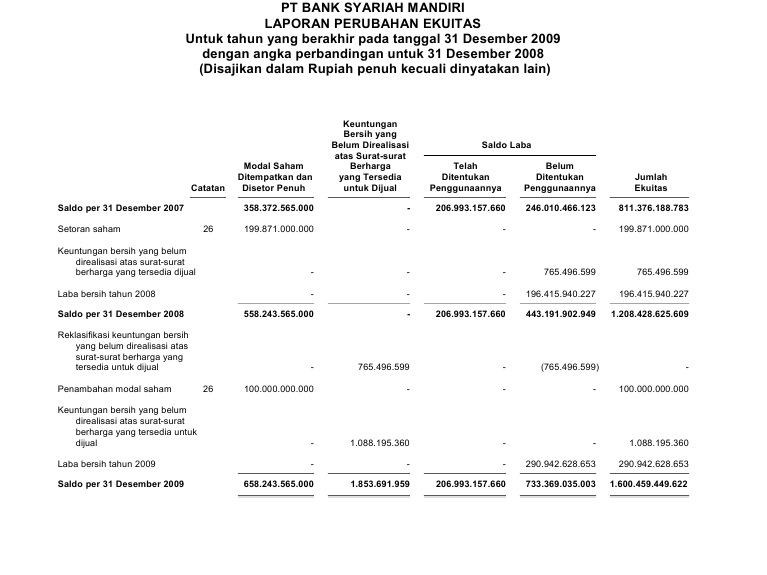 PT BANK SYARIAH MANDIRI
LAPORAN PERUBAHAN EKUITAS
Untuk tahun yang berakhir pada tanggal 31 Desember 2009
dengan angka perbandingan untuk 31 Desember 2008
(Disajikan dalam Rupiah penuh kecuali dinyatakan lain)
Catatan
Modal Saham
Ditempatkan dan
Disetor Penuh
Keuntungan
Bersih yang
Belum Direalisasi
atas Surat-surat
Berharga
yang Tersedia
untuk Dijual
Saldo Laba
Telah
Ditentukan
Penggunaannya
Belum
Ditentukan
Penggunaannya
Jumlah
Ekuitas
Saldo per 31 Desember 2007 358.372.565.000 - 206.993.157.660 246.010.466.123 811.376.188.783
Setoran saham 26 199.871.000.000 - - - 199.871.000.000
Keuntungan bersih yang belum
direalisasi atas surat-surat
berharga yang tersedia dijual - - - 765.496.599 765.496.599
Laba bersih tahun 2008 - - - 196.415.940.227 196.415.940.227
Saldo per 31 Desember 2008 558.243.565.000 - 206.993.157.660 443.191.902.949 1.208.428.625.609
Reklasifikasi keuntungan bersih
yang belum direalisasi atas
surat-surat berharga yang
tersedia untuk dijual - 765.496.599 - (765.496.599) -
Penambahan modal saham 26 100.000.000.000 - - - 100.000.000.000
Keuntungan bersih yang belum
direalisasi atas surat-surat
berharga yang tersedia untuk
dijual - 1.088.195.360 - - 1.088.195.360
Laba bersih tahun 2009 - - - 290.942.628.653 290.942.628.653
Saldo per 31 Desember 2009 658.243.565.000 1.853.691.959 206.993.157.660 733.369.035.003 1.600.459.449.622